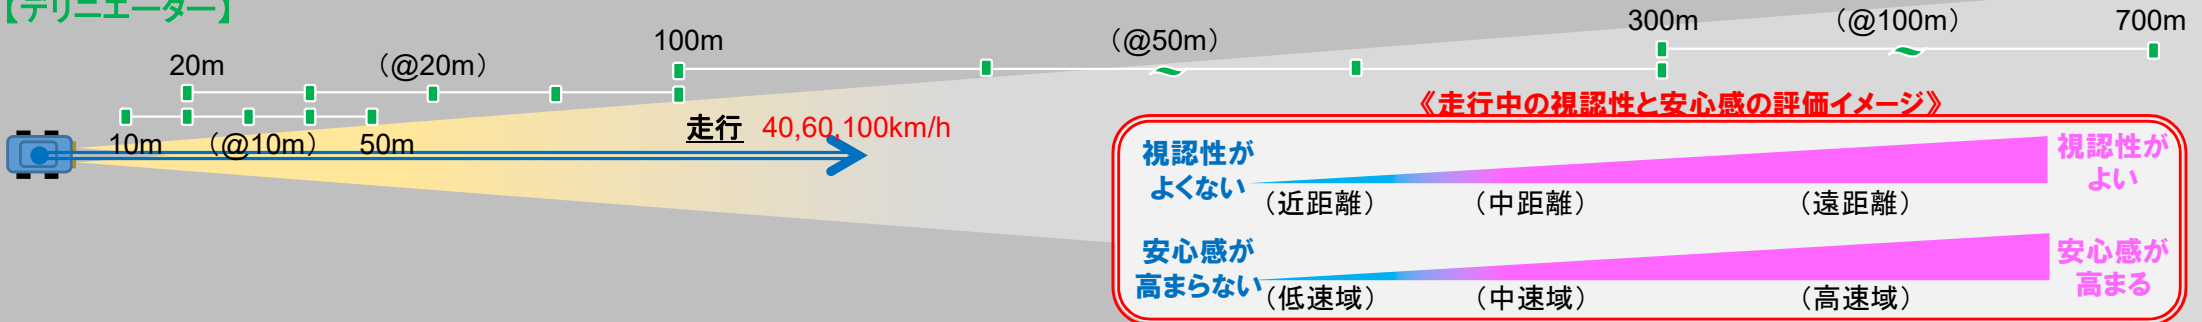 【デリニエーター】
20m
（@20m）
100m
（@50m）
300m
（@100m）
700m
10m
（@10m）
50m
走行 40,60,100km/h
《走行中の視認性と安心感の評価イメージ》
視認性が
よくない
（近距離）
（中距離）
（遠距離）
視認性が
よい
安心感が
高まらない
（低速域）
（中速域）
（高速域）
安心感が
高まる